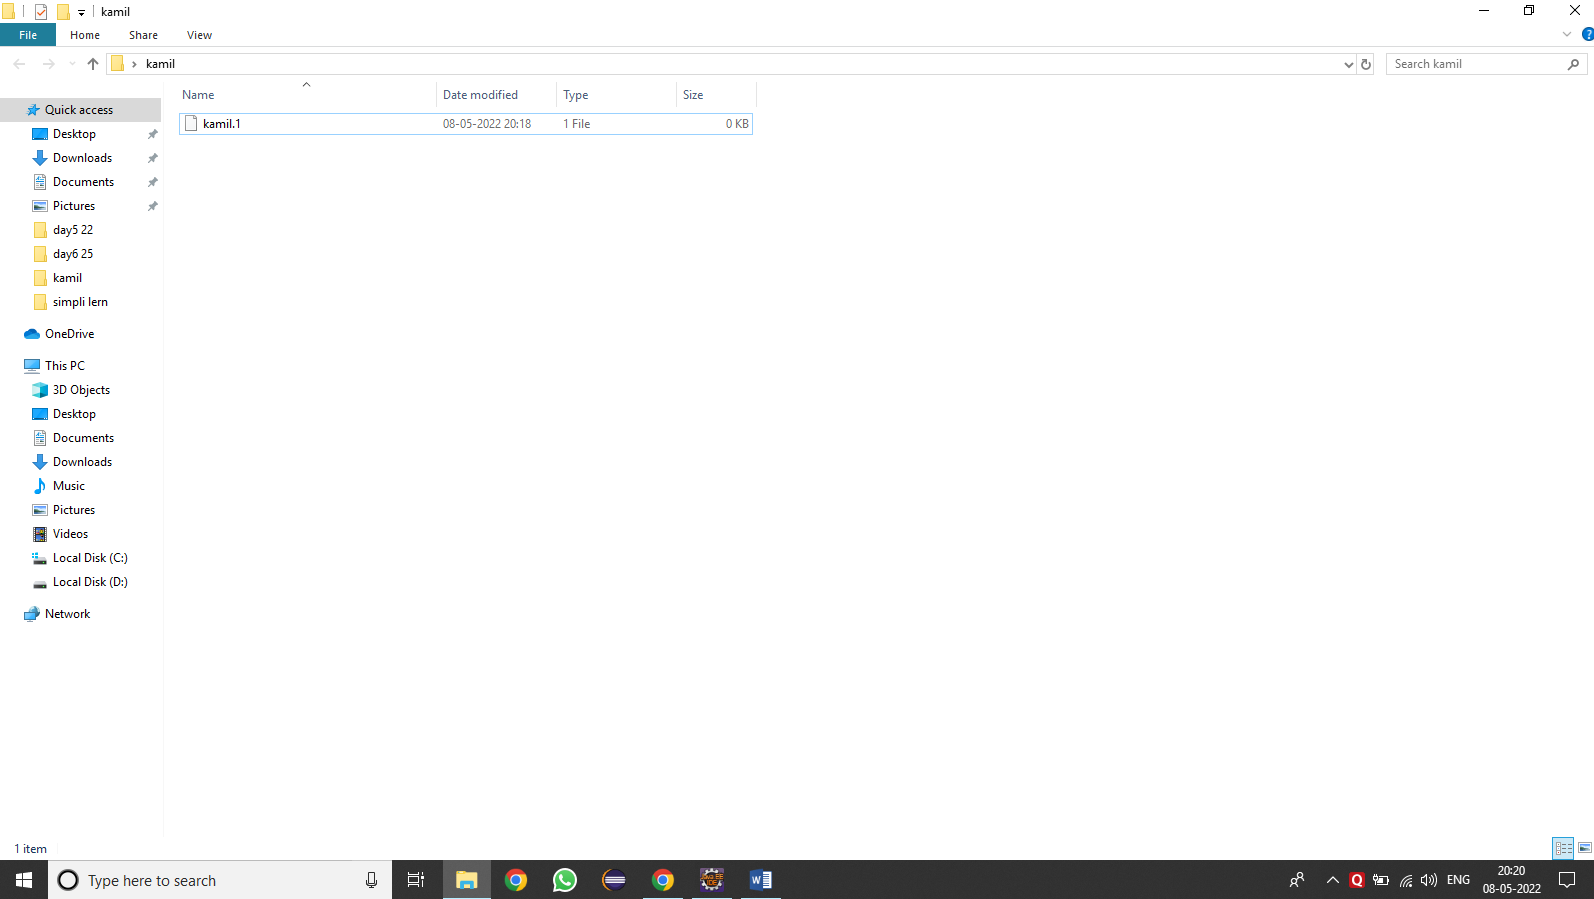 kamil
File Home Share View
kamil
Search kamil
Name Date modified Type Size
kamil.1 08-05-2022 20:18 1 File 0 KB
Quick access
Desktop
Downloads
Documents
Pictures
day5 22
day6 25
kamil
simpli lern
OneDrive
This PC
3D Objects
Desktop
Documents
Downloads
Music
Pictures
Videos
Local Disk (C:)
Local Disk (D:)
Network
1 item
Type here to search
ENG
20:20
08-05-2022